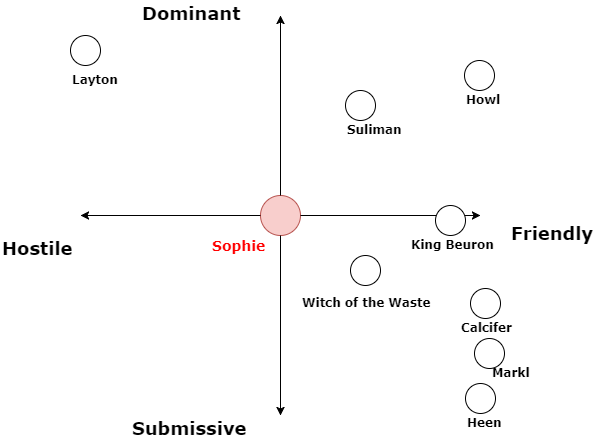 Dominant
Layton
Howl
Suliman
Sophie
King Beuron
Friendly
Hostile
Witch of the Waste
Calcifer
Markl
Heen
Submissive